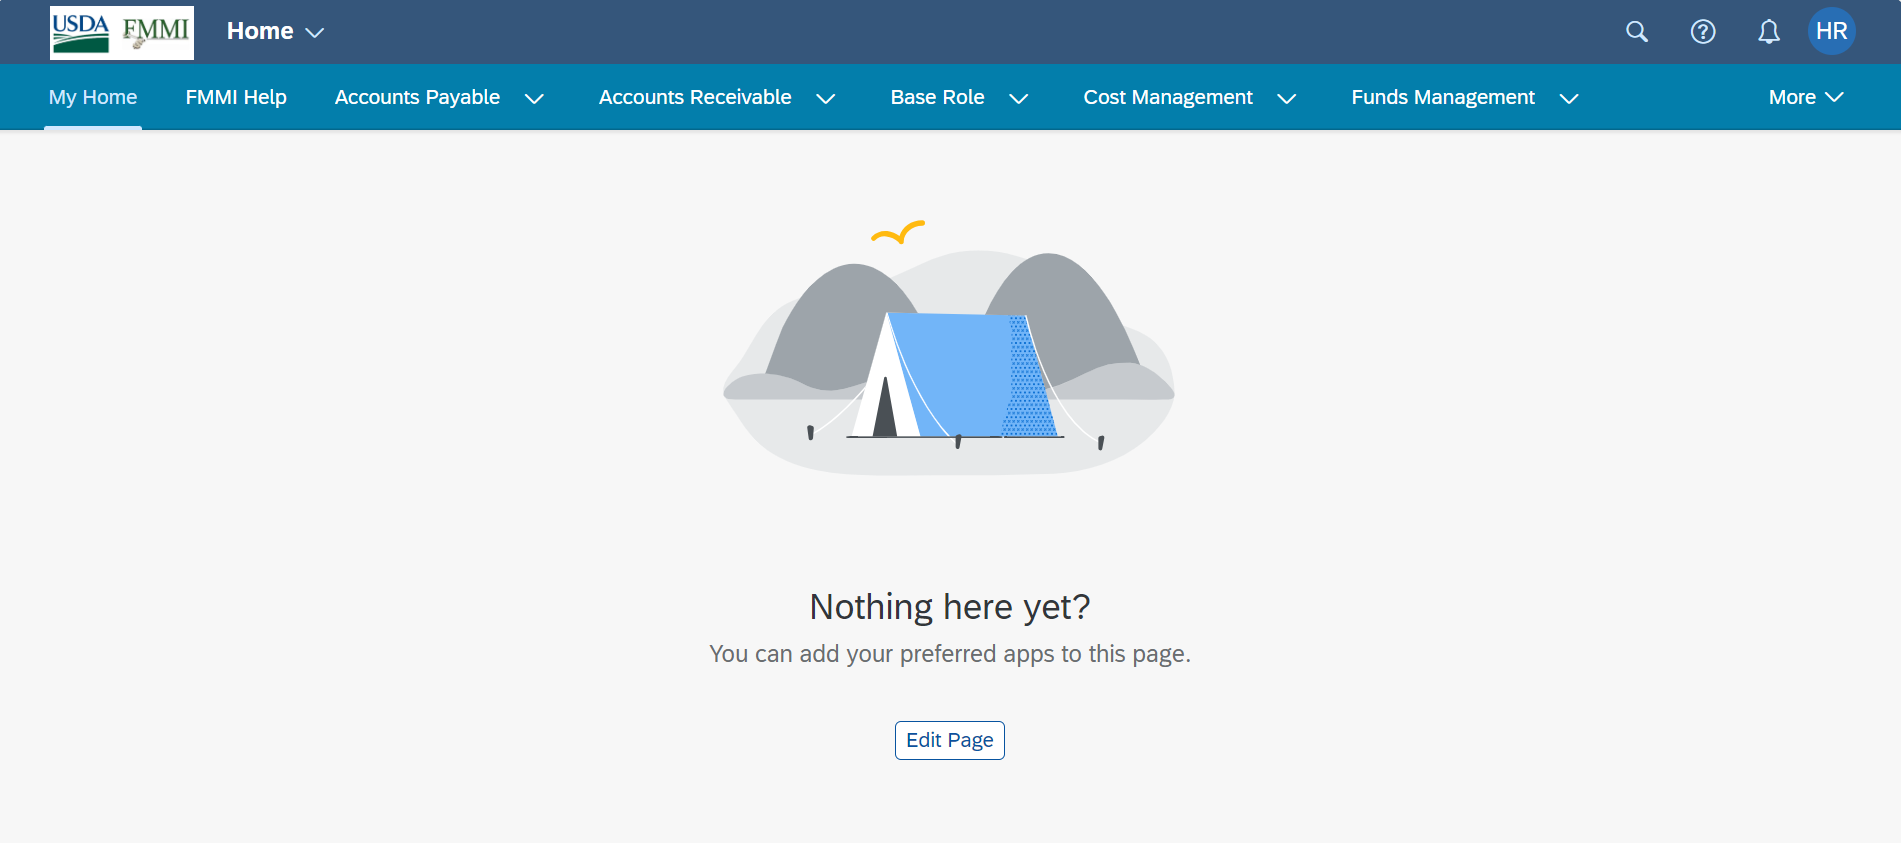 USDA FMMI Home HR
My Home FMMI Help Accounts Payable Accounts Receivable Base Role Cost Management Funds Management More
Nothing here yet?
You can add your preferred apps to this page.
Edit Page